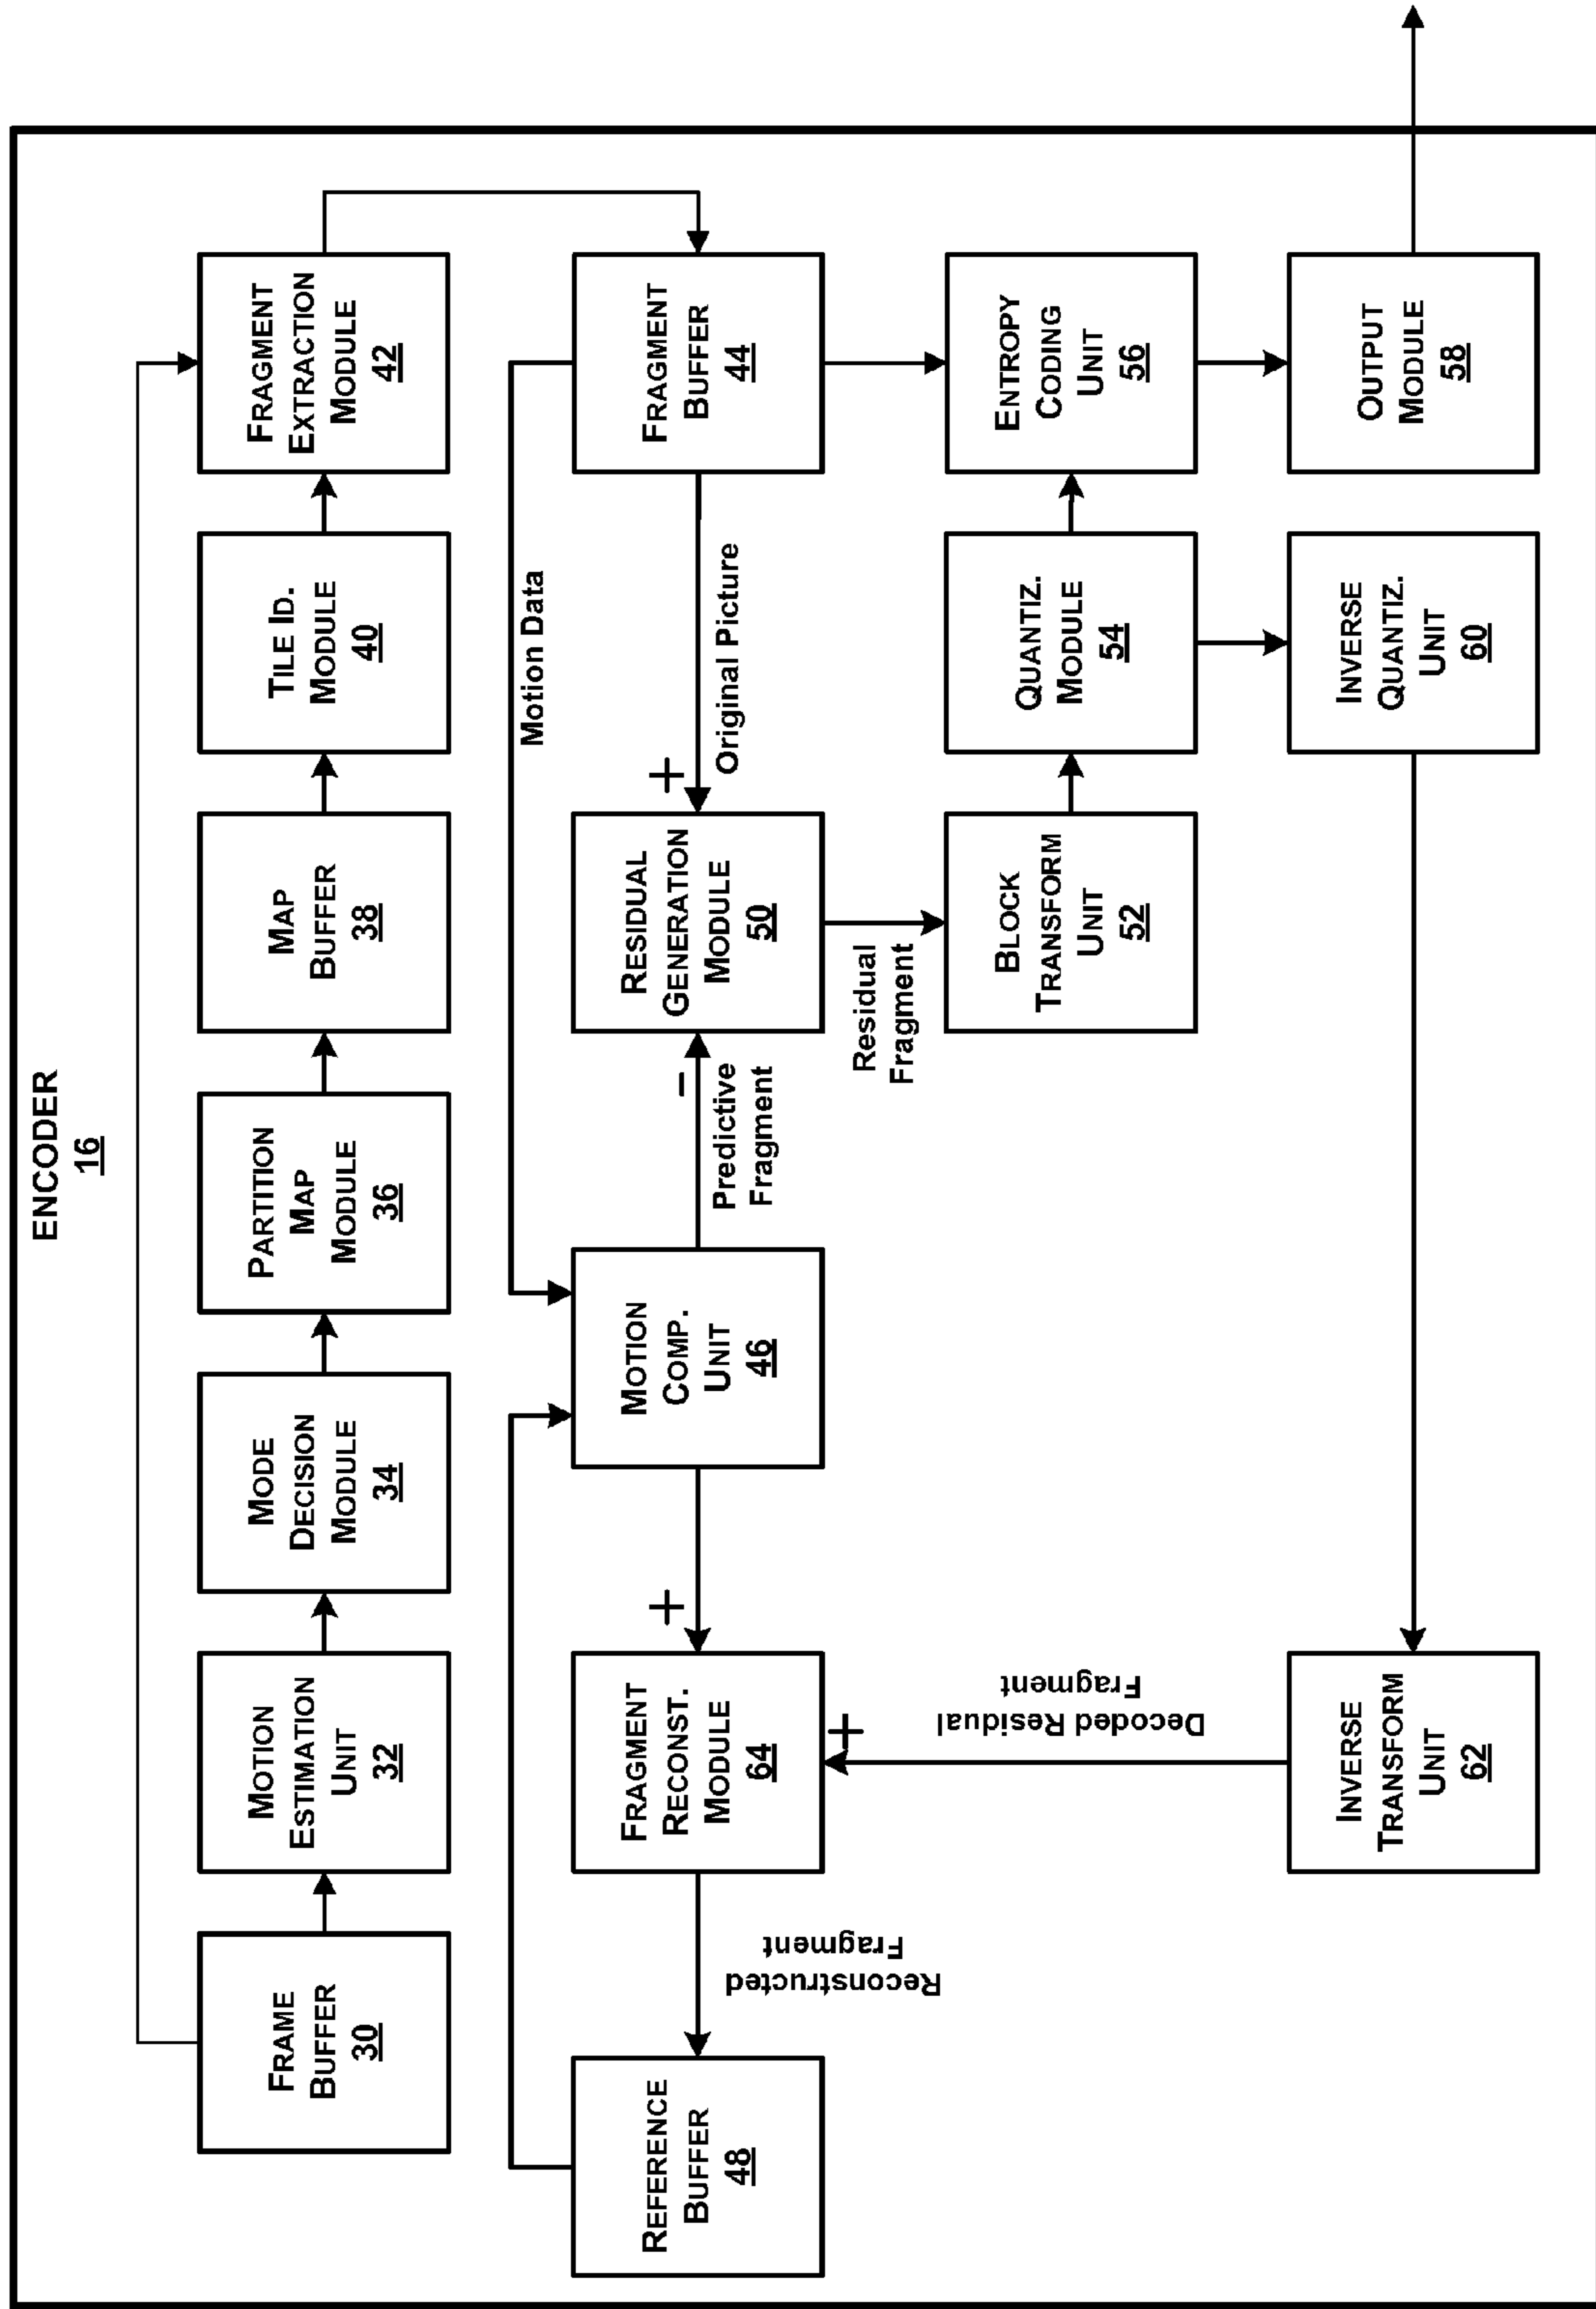 ENCODER
16
FRAME
BUFFER
30
MOTION
ESTIMATION
UNIT
32
MODE
DECISION
MODULE
34
PARTITION
MAP
MODULE
36
MAP
BUFFER
38
TILE ID.
MODULE
40
FRAGMENT
EXTRACTION
MODULE
42
Motion Data
REFERENCE
BUFFER
48
Reconstructed
Fragment
FRAGMENT
RECONST.
MODULE
64
+
MOTION
COMP.
UNIT
46
–
Predictive
Fragment
RESIDUAL
GENERATION
MODULE
50
+
Original Picture
FRAGMENT
BUFFER
44
+
Decoded Residual
Fragment
Residual
Fragment
BLOCK
TRANSFORM
UNIT
52
QUANTIZ.
MODULE
54
ENTROPY
CODING
UNIT
56
INVERSE
TRANSFORM
UNIT
62
INVERSE
QUANTIZ.
UNIT
60
OUTPUT
MODULE
58